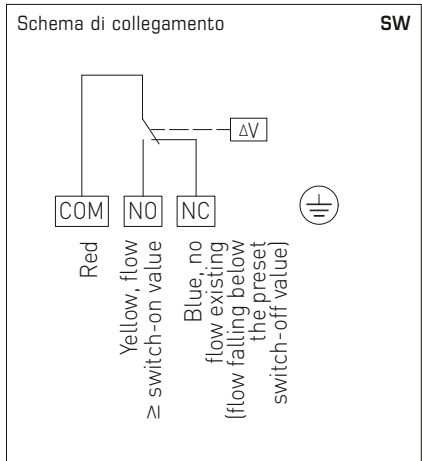 Schema di collegamento SW
ΔV
COM NO NC
Red
Yellow, flow
≥ switch-on value
Blue, no
flow existing
(flow falling below
the preset
switch-off value)